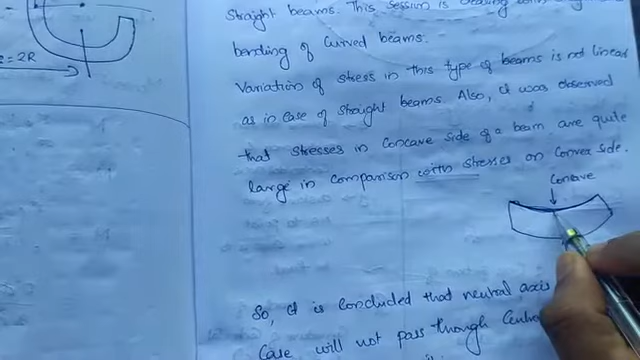 = 2R
Straight beams. This session is dealing with
bending of curved beams.
Variation of stress in this type of beams is not linear
as in case of straight beams. Also, it was observed
that stresses in concave side of a beam are quite
large in comparison with stresses on convex side.
Concave
So, it is concluded that neutral axis
case will not pass through